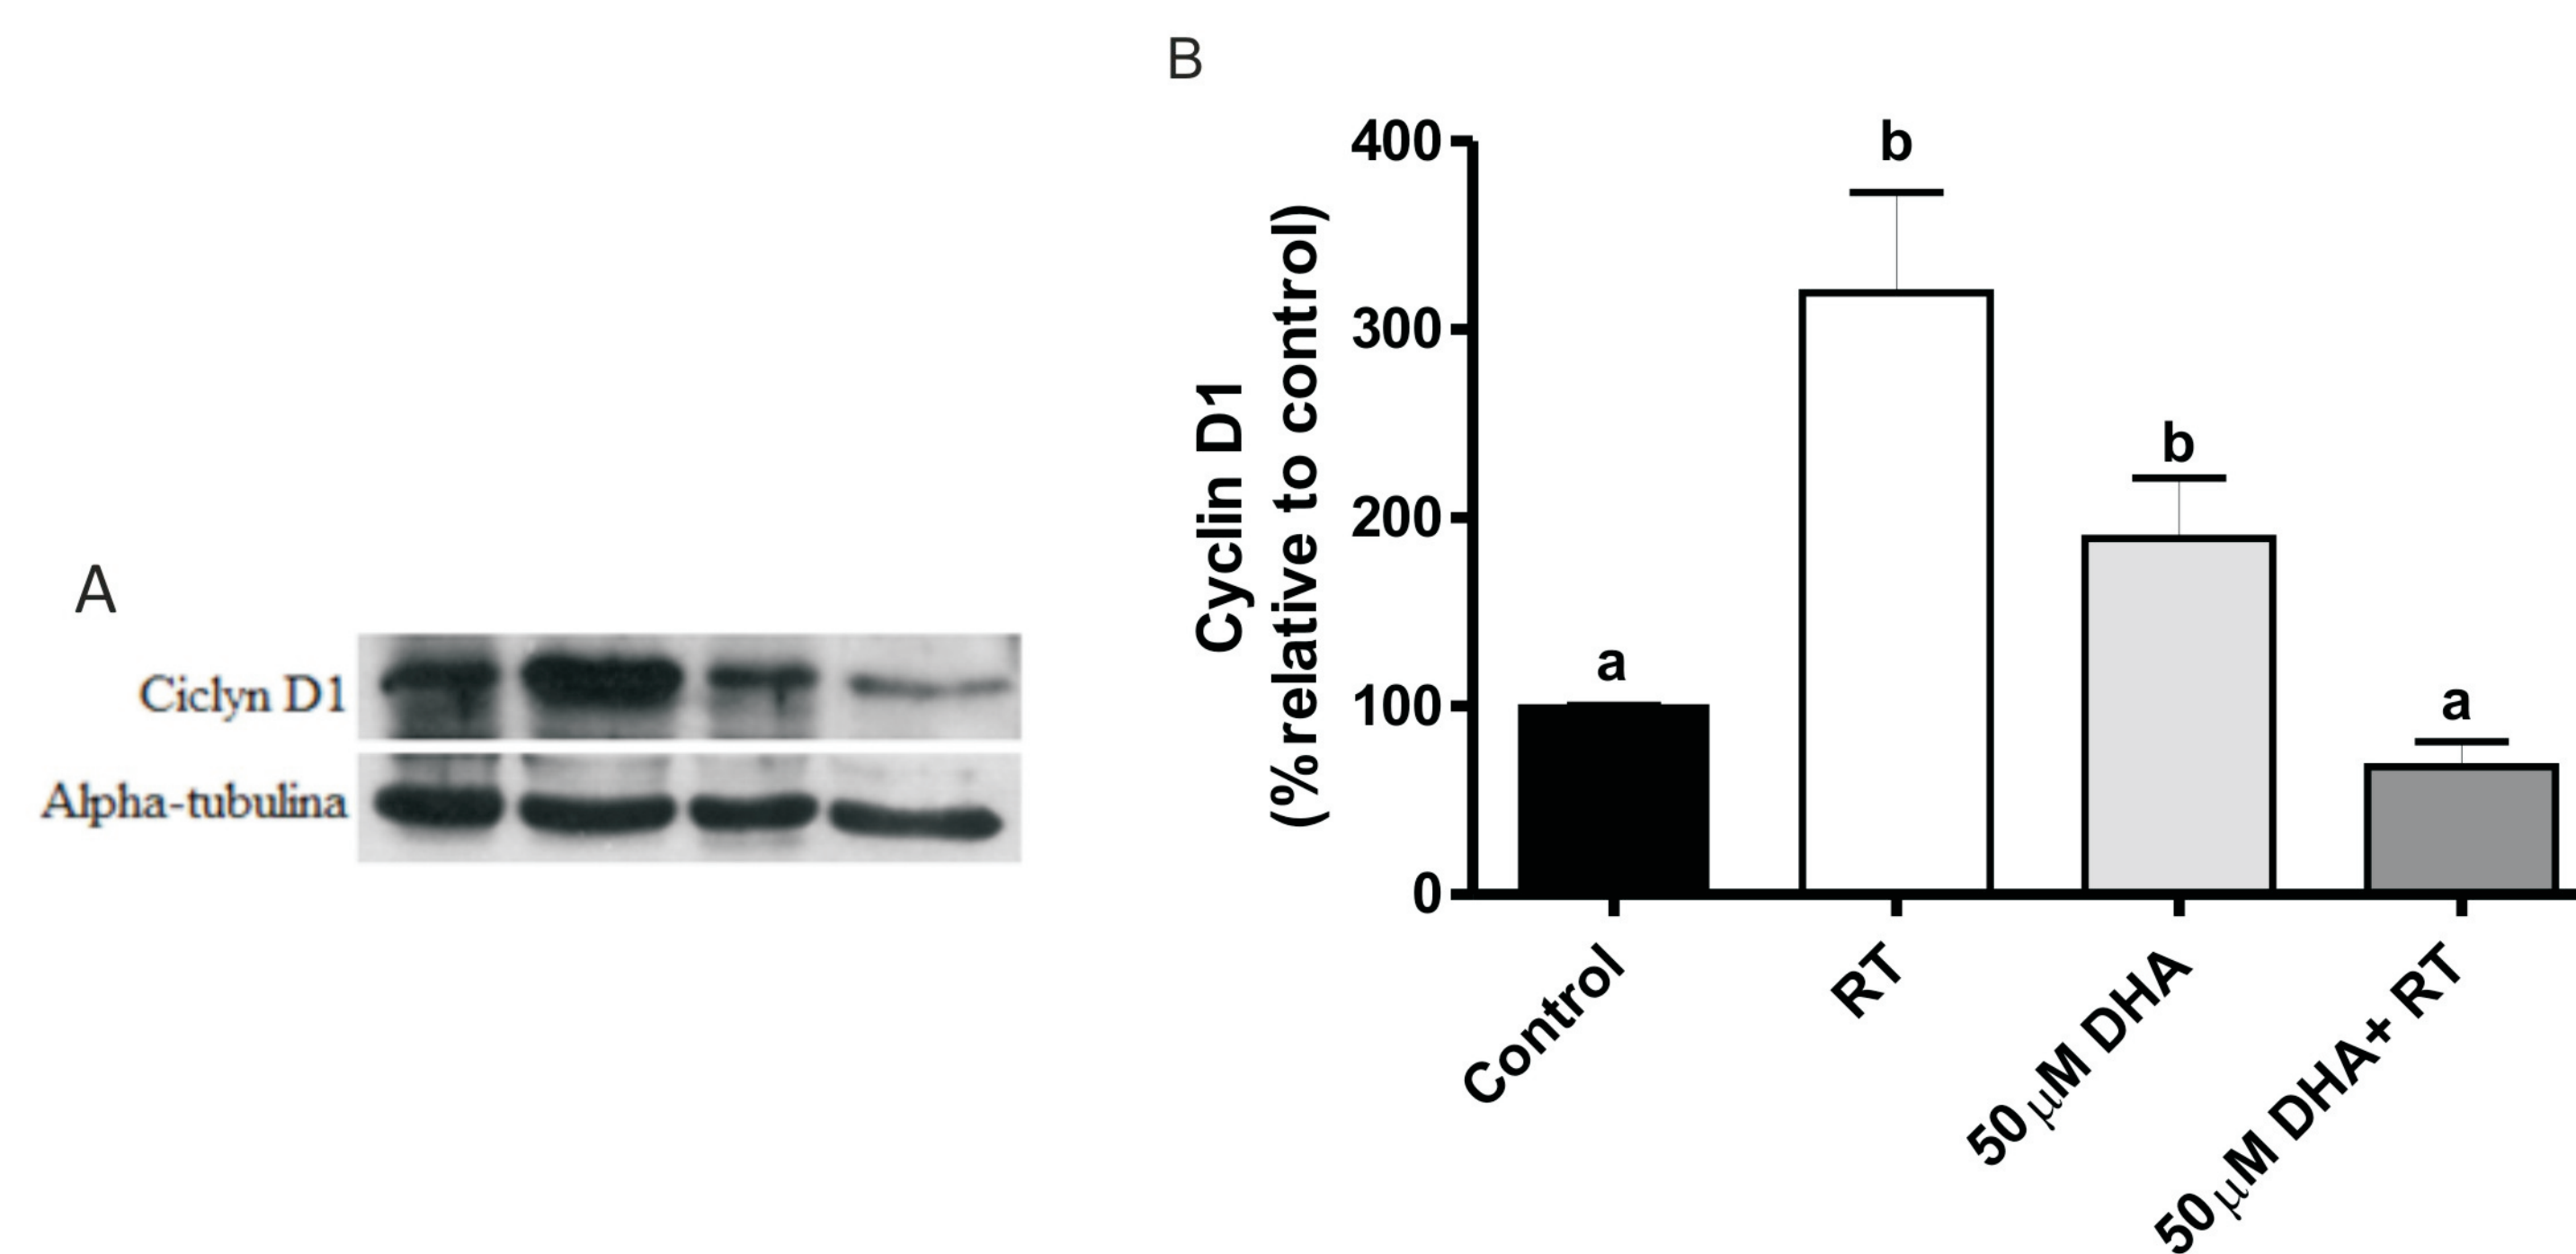 A
Ciclyn D1
Alpha-tubulina
B
Cyclin D1
(% relative to control)
400
300
200
100
0
a
b
b
a
Control
RT
50 μM DHA
50 μM DHA+ RT